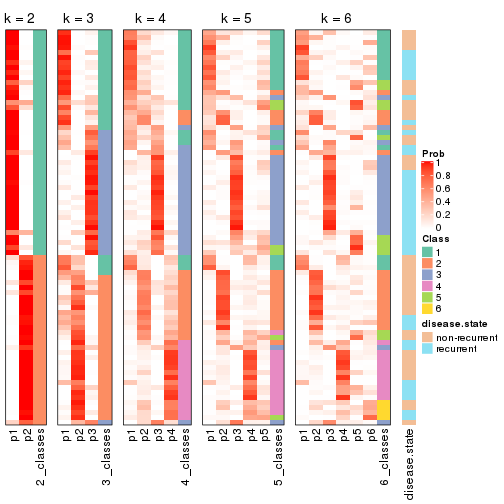 k = 2
k = 3
k = 4
k = 5
k = 6
p1
p2
2_classes
p1
p2
p3
3_classes
p1
p2
p3
p4
4_classes
p1
p2
p3
p4
p5
5_classes
p1
p2
p3
p4
p5
p6
6_classes
disease.state
Prob
1
0.8
0.6
0.4
0.2
0
Class
1
2
3
4
5
6
disease.state
non-recurrent
recurrent